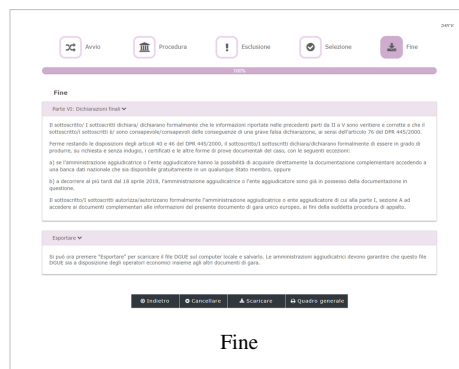 Avvio
Procedura
Esclusione
Selezione
Fine
100%
Fine
Parte VI: Dichiarazioni finali
Il sottoscritto/ I sottoscritti dichiara/ dichiarano formalmente che le informazioni riportate nelle precedenti parti da II a V sono veritiere e corrette e che il
sottoscritto/i sottoscritti è/ sono consapevole/consapevoli delle conseguenze di una grave falsa dichiarazione, ai sensi dell'articolo 76 del DPR 445/2000.
Ferme restando le disposizioni degli articoli 40 e 46 del DPR 445/2000, il sottoscritto/I sottoscritti dichiara/dichiarano formalmente di essere in grado di
produrre, su richiesta e senza indugio, i certificati e le altre forme di prove documentali del caso, con le seguenti eccezioni:
a) se l'amministrazione aggiudicatrice o l'ente aggiudicatore hanno la possibilità di acquisire direttamente la documentazione complementare accedendo a
una banca dati nazionale che sia disponibile gratuitamente in un qualunque Stato membro, oppure
b) a decorrere al più tardi dal 18 aprile 2018, l'amministrazione aggiudicatrice o l'ente aggiudicatore sono già in possesso della documentazione in
questione.
Il sottoscritto/I sottoscritti autorizza/autorizzano formalmente l'amministrazione aggiudicatrice o ente aggiudicatore di cui alla parte I, sezione A ad
accedere ai documenti complementari alle informazioni del presente documento di gara unico europeo, ai fini della suddetta procedura di appalto.
Esportare
Si può ora premere "Esportare" per scaricare il file DGUE sul computer locale e salvarlo. Le amministrazioni aggiudicatrici devono garantire che questo file
DGUE sia a disposizione degli operatori economici insieme agli altri documenti di gara.
Indietro
Cancellare
Scaricare
Quadro generale
Fine